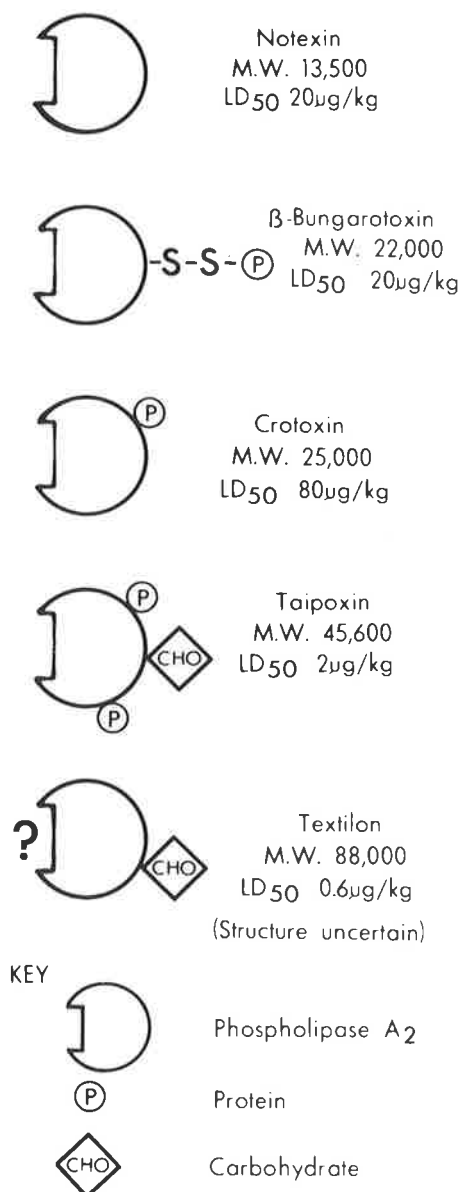 Notexin
M.W. 13,500
LD50 20µg/kg
β-Bungarotoxin
-S-S-P M.W. 22,000
LD50 20µg/kg
P
Crotoxin
M.W. 25,000
LD50 80µg/kg
P
Taipoxin
M.W. 45,600
CHO LD50 2µg/kg
P
?
Textilon
M.W. 88,000
CHO LD50 0.6µg/kg
(Structure uncertain)
KEY
Phospholipase A2
P Protein
CHO Carbohydrate